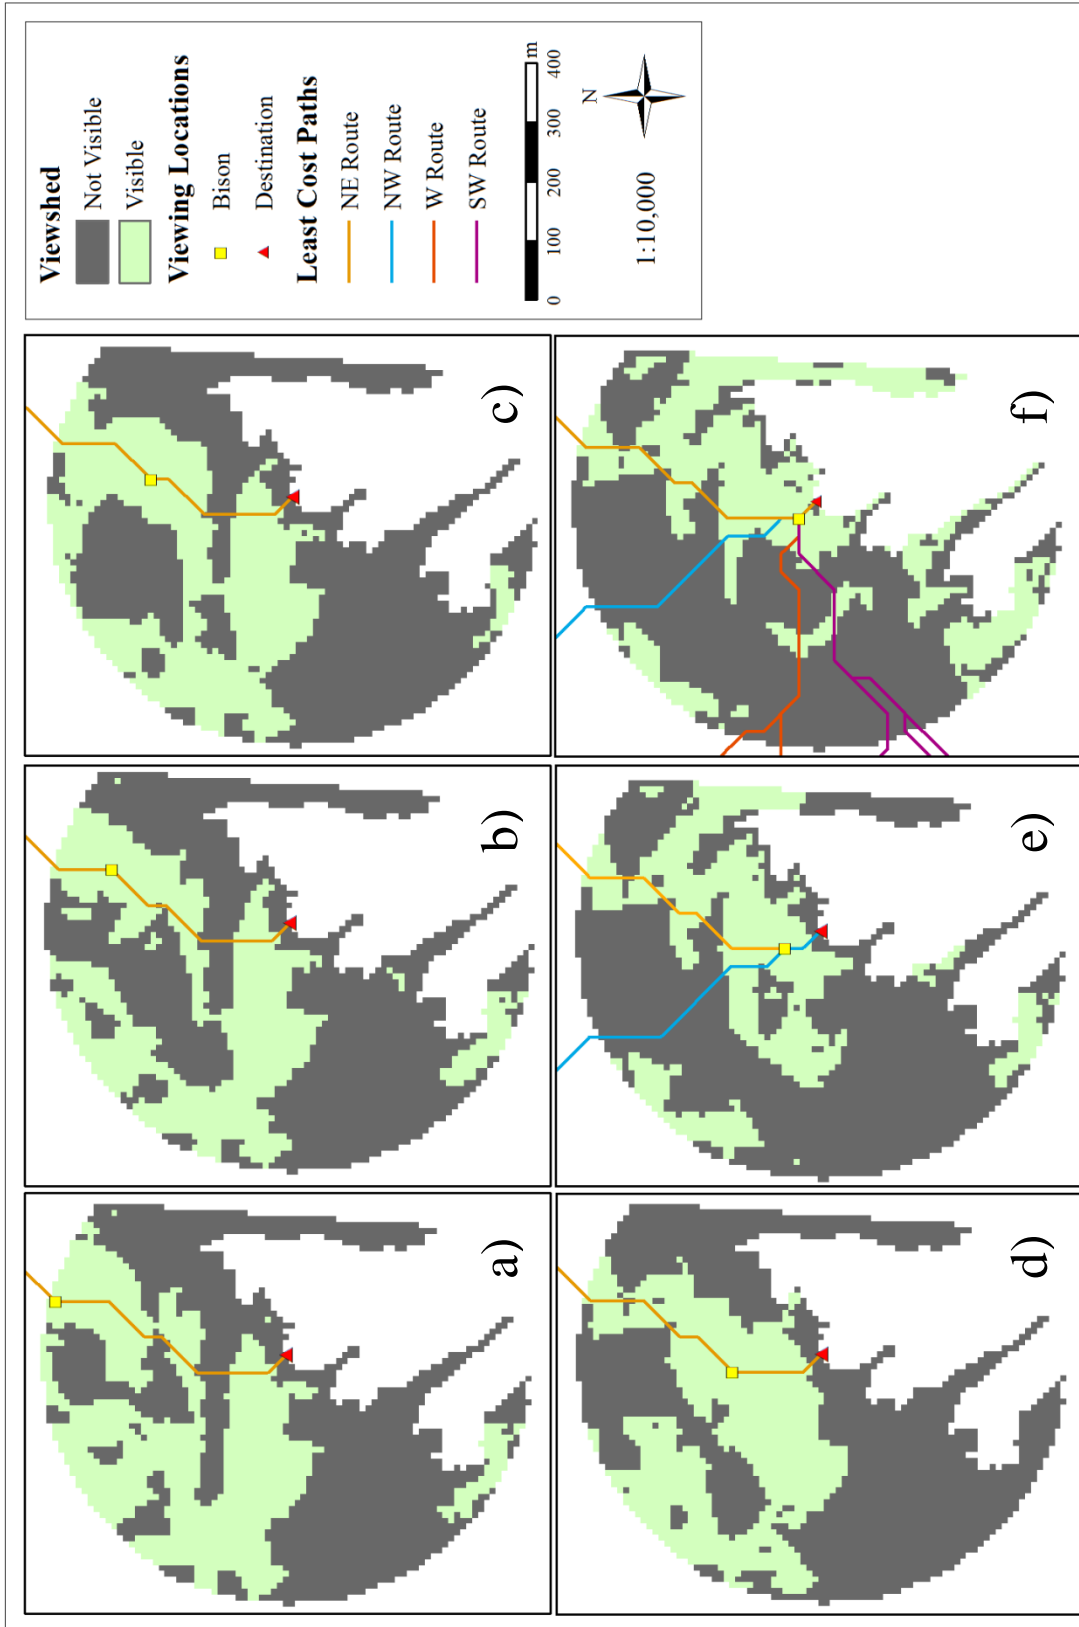 a)
b)
c)
d)
e)
f)
Viewshed
Not Visible
Visible
Viewing Locations
Bison
Destination
Least Cost Paths
NE Route
NW Route
W Route
SW Route
m
0 100 200 300 400
1:10,000
N